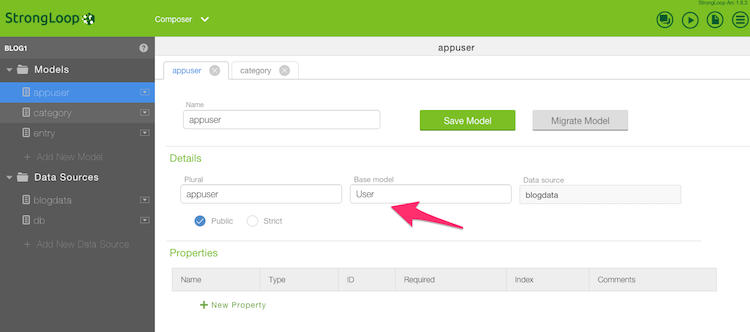 StrongLoop Arc 1.8.3
StrongLoop
Composer
BLOG1
?
appuser
Models
appuser
category
entry
+ Add New Model
Data Sources
blogdata
db
+ Add New Data Source
appuser
category
Name
appuser
Save Model
Migrate Model
Details
Plural
Base model
Data source
appuser
User
blogdata
Public
Strict
Properties
Name Type ID Required Index Comments
+ New Property